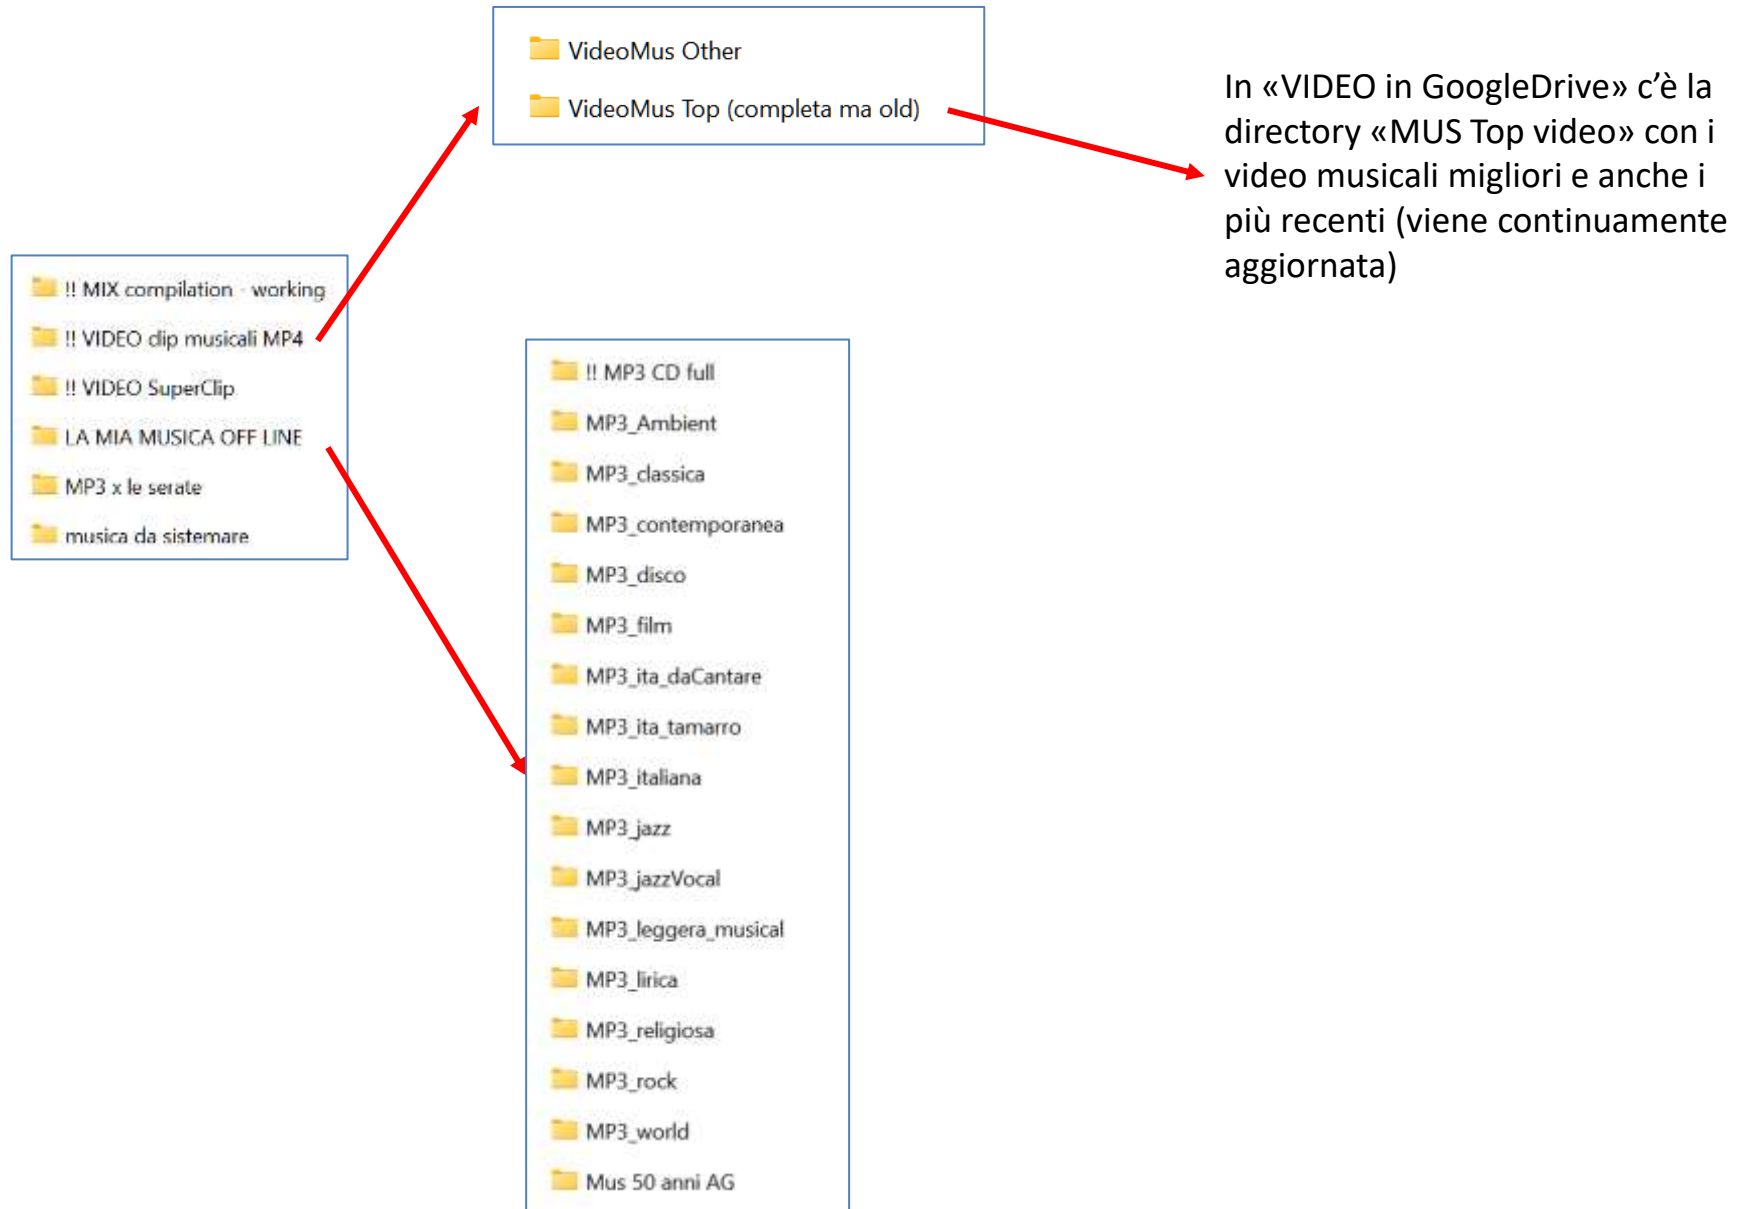 VideoMus Other
VideoMus Top (completa ma old)
In «VIDEO in GoogleDrive» c’è la
directory «MUS Top video» con i
video musicali migliori e anche i
più recenti (viene continuamente
aggiornata)
!! MIX compilation - working
!! VIDEO clip musicali MP4
!! VIDEO SuperClip
LA MIA MUSICA OFF LINE
MP3 x le serate
musica da sistemare
!! MP3 CD full
MP3_Ambient
MP3_classica
MP3_contemporanea
MP3_disco
MP3_film
MP3_ita_daCantare
MP3_ita_tamarro
MP3_italiana
MP3_jazz
MP3_jazzVocal
MP3_leggera_musical
MP3_lirica
MP3_religiosa
MP3_rock
MP3_world
Mus 50 anni AG